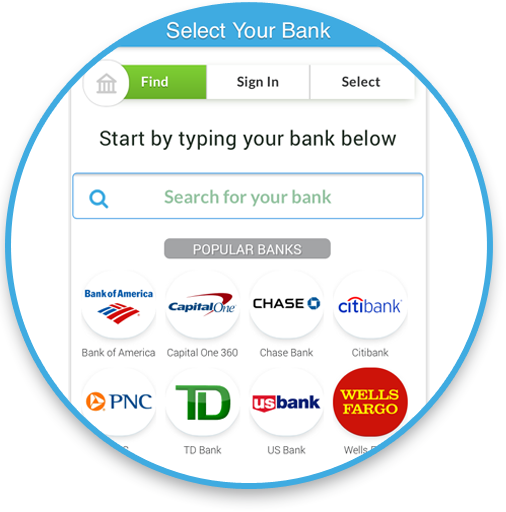 Select Your Bank
Find Sign In Select
Start by typing your bank below
Search for your bank
POPULAR BANKS
Bank of America Capital One CHASE citibank
Bank of America Capital One 360 Chase Bank Citibank
PNC TD usbank WELLS
FARGO
TD Bank US Bank Wells